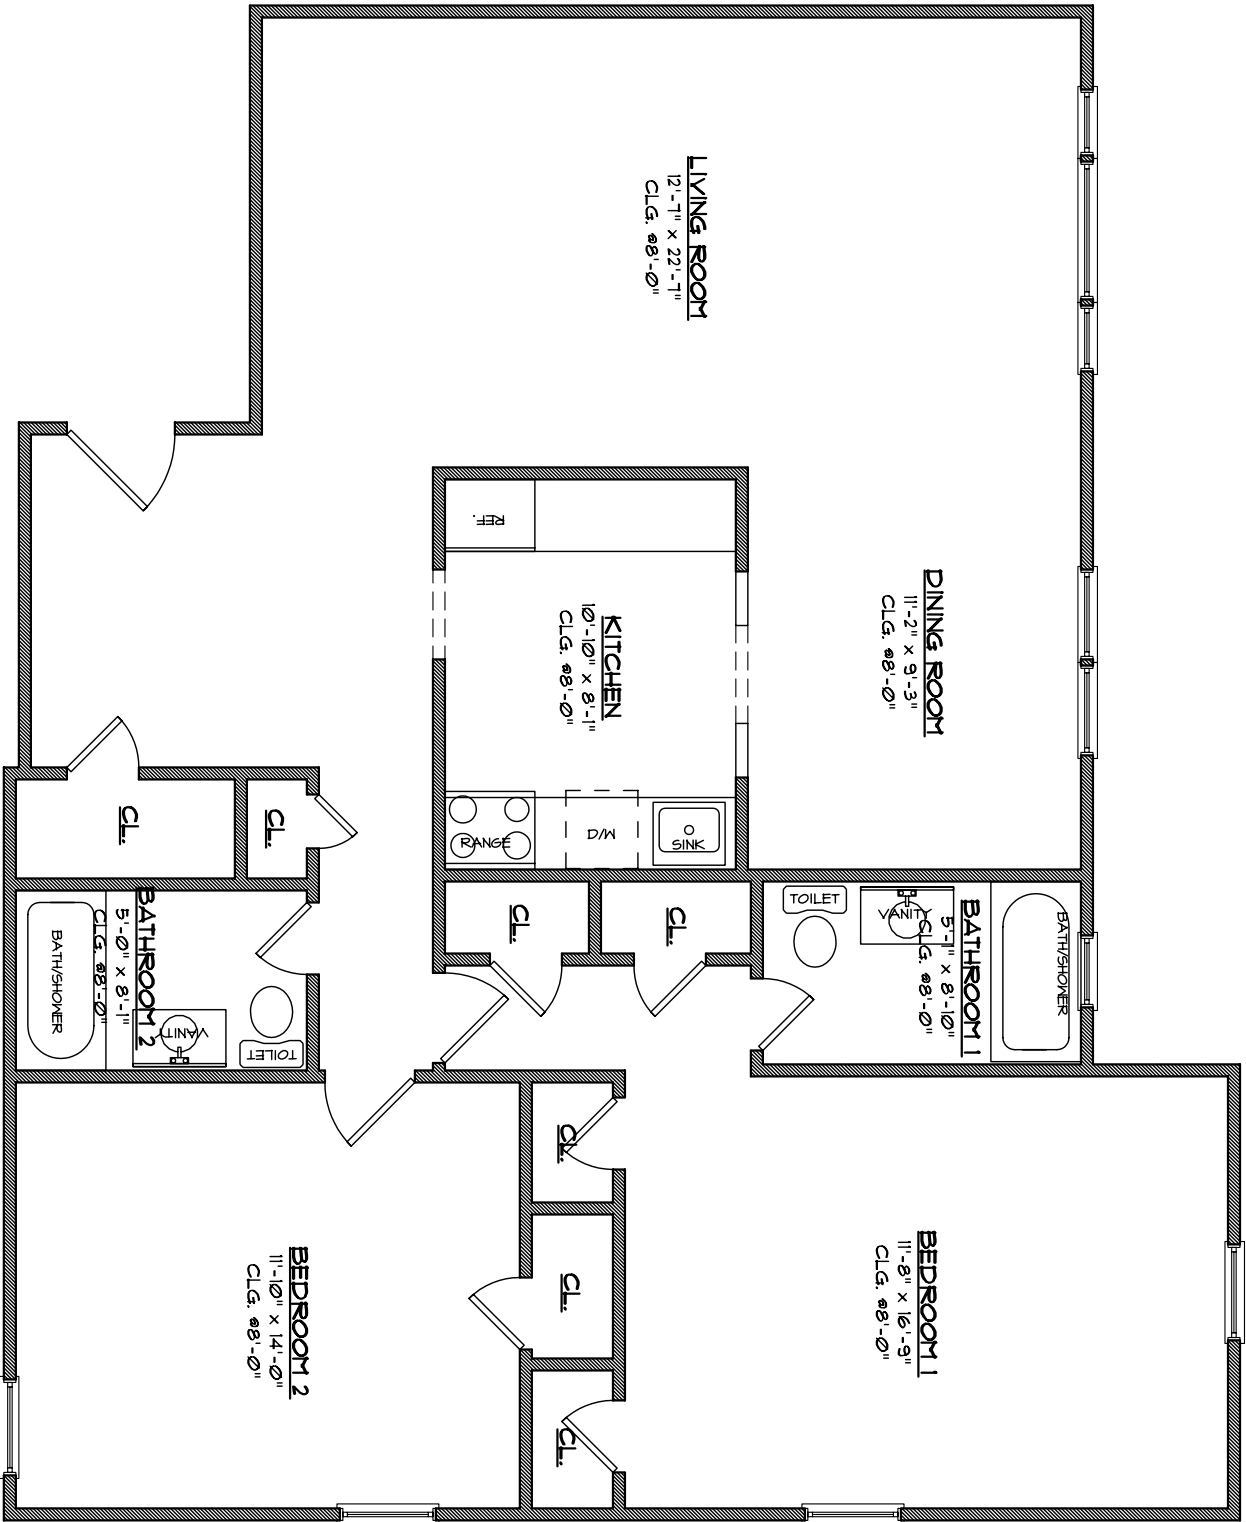 LIVING ROOM
12'-7" x 22'-7"
CLG. @8'-0"
DINING ROOM
11'-2" x 9'-3"
CLG. @8'-0"
REF.
KITCHEN
10'-10" x 8'-1"
CLG. @8'-0"
RANGE
D/W
SINK
CL.
CL.
CL.
CL.
TOILET
VANITY
BATH/SHOWER
BATHROOM 1
5'-1" x 8'-10"
CLG. @8'-0"
BATHROOM 2
5'-0" x 8'-1"
CLG. @8'-0"
BATH/SHOWER
VANITY
TOILET
CL.
CL.
CL.
BEDROOM 1
11'-8" x 16'-9"
CLG. @8'-0"
BEDROOM 2
11'-10" x 14'-0"
CLG. @8'-0"